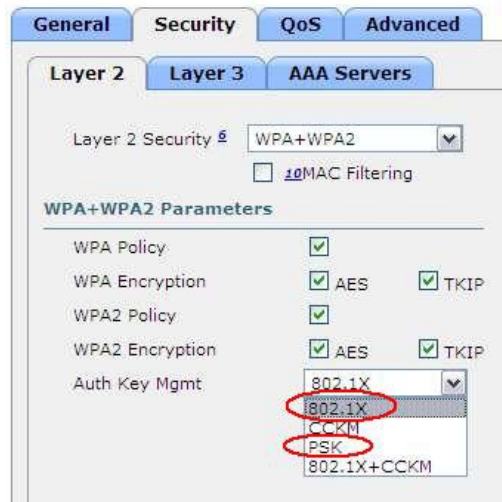 General Security QoS Advanced
Layer 2 Layer 3 AAA Servers
Layer 2 Security 6 WPA+WPA2
10MAC Filtering
WPA+WPA2 Parameters
WPA Policy
WPA Encryption AES TKIP
WPA2 Policy
WPA2 Encryption AES TKIP
Auth Key Mgmt 802.1X
802.1X
CCKM
PSK
802.1X+CCKM